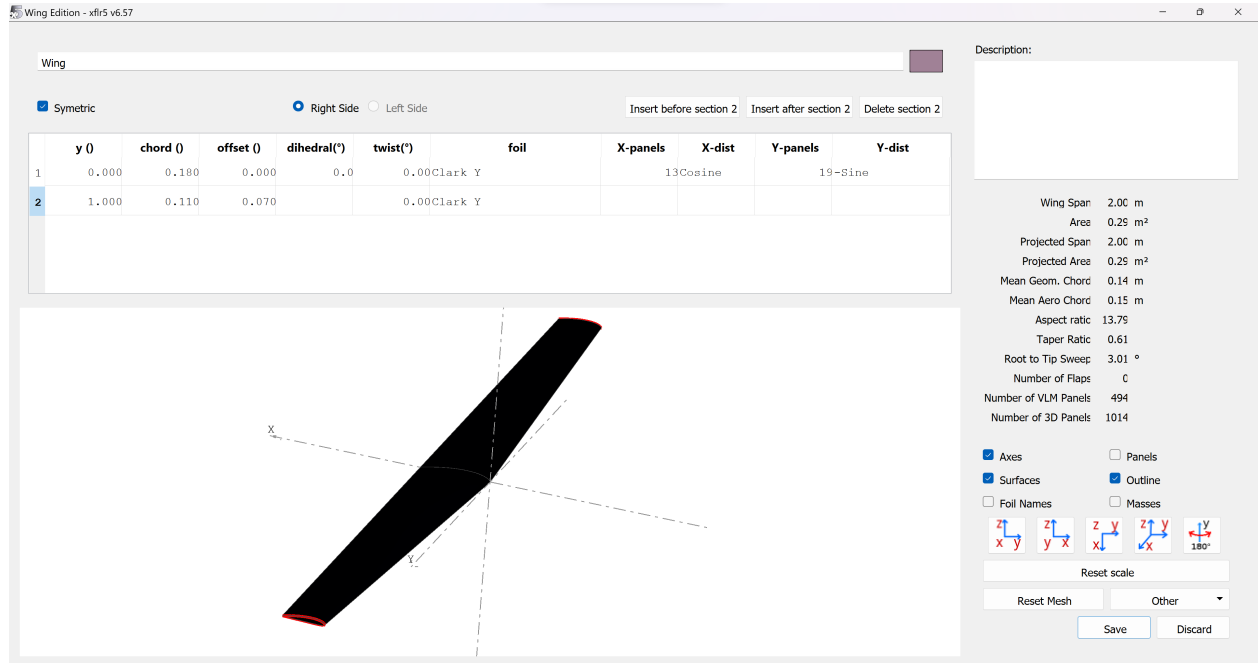 Wing Edition - xflr5 v6.57
Description:
Wing
Symetric
Right Side
Left Side
Insert before section 2
Insert after section 2
Delete section 2
y () chord () offset () dihedral(°) twist(°) foil X-panels X-dist Y-panels Y-dist
1 0.000 0.180 0.000 0.0 0.00 Clark Y 13 Cosine 19 -Sine
2 1.000 0.110 0.070 0.00 Clark Y
Wing Span 2.00 m
Area 0.29 m²
Projected Span 2.00 m
Projected Area 0.29 m²
Mean Geom. Chord 0.14 m
Mean Aero Chord 0.15 m
Aspect ratio 13.79
Taper Ratio 0.61
Root to Tip Sweep 3.01 °
Number of Flaps 0
Number of VLM Panels 494
Number of 3D Panels 1014
X
Y
Axes
Panels
Surfaces
Outline
Foil Names
Masses
z x y
z y x
z y x
z y x
y 180°
Reset scale
Reset Mesh
Other
Save
Discard